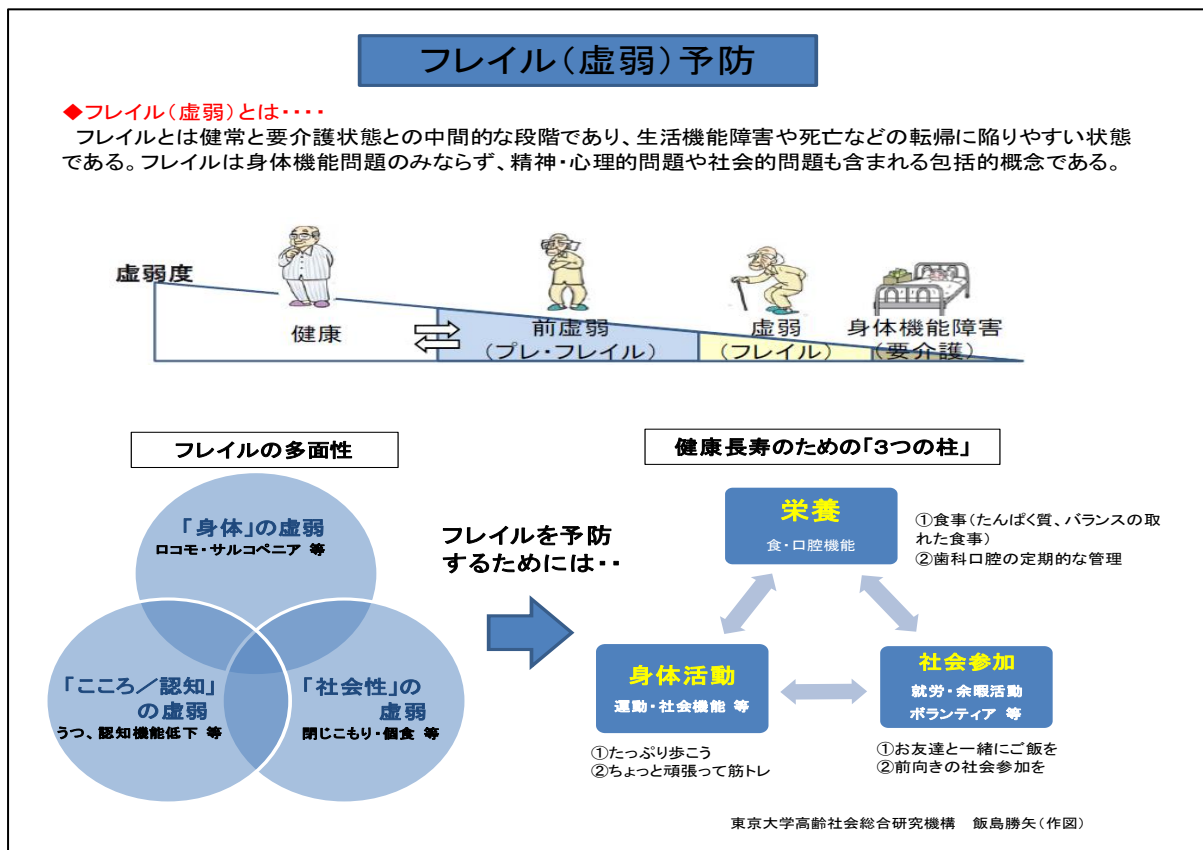 フレイル（虚弱）予防
◆フレイル（虚弱）とは････
フレイルとは健常と要介護状態との中間的な段階であり、生活機能障害や死亡などの転帰に陥りやすい状態
である。フレイルは身体機能問題のみならず、精神・心理的問題や社会的問題も含まれる包括的概念である。
虚弱度
健康
前虚弱
（プレ・フレイル）
虚弱
（フレイル）
身体機能障害
（要介護）
フレイルの多面性
「身体」の虚弱
ロコモ・サルコペニア 等
「こころ／認知」
の虚弱
うつ、認知機能低下 等
「社会性」の
虚弱
閉じこもり・個食 等
フレイルを予防
するためには・・
健康長寿のための「３つの柱」
栄養
食・口腔機能
①食事（たんぱく質、バランスの取
れた食事）
②歯科口腔の定期的な管理
身体活動
運動・社会機能 等
①たっぷり歩こう
②ちょっと頑張って筋トレ
社会参加
就労・余暇活動
ボランティア 等
①お友達と一緒にご飯を
②前向きの社会参加を
東京大学高齢社会総合研究機構　飯島勝矢（作図）